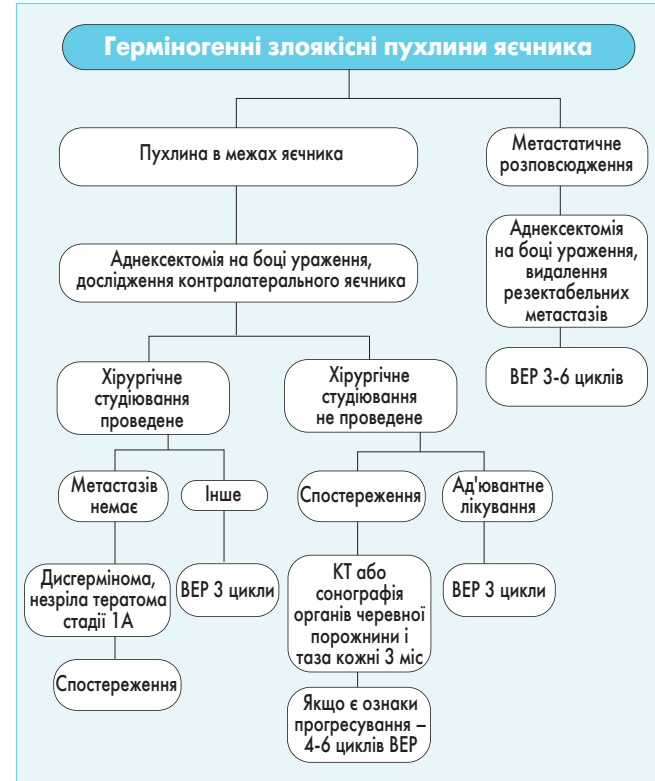 Герміногенні злоякісні пухлини яєчника
Пухлина в межах яєчника
Метастатичне
розповсюдження
Аднексектомія на боці ураження,
дослідження контралатерального яєчника
Аднексектомія
на боці ураження,
видалення
резектабельних
метастазів
ВЕР 3-6 циклів
Хірургічне
студіювання
проведене
Хірургічне
студіювання
не проведене
Метастазів
немає
Інше
Спостереження
Ад'ювантне
лікування
Дисгермінома,
незріла тератома
стадії 1А
ВЕР 3 цикли
КТ або
сонографія
органів черевної
порожнини і
таза кожні 3 міс
ВЕР 3 цикли
Спостереження
Якщо є ознаки
прогресування –
4-6 циклів ВЕР